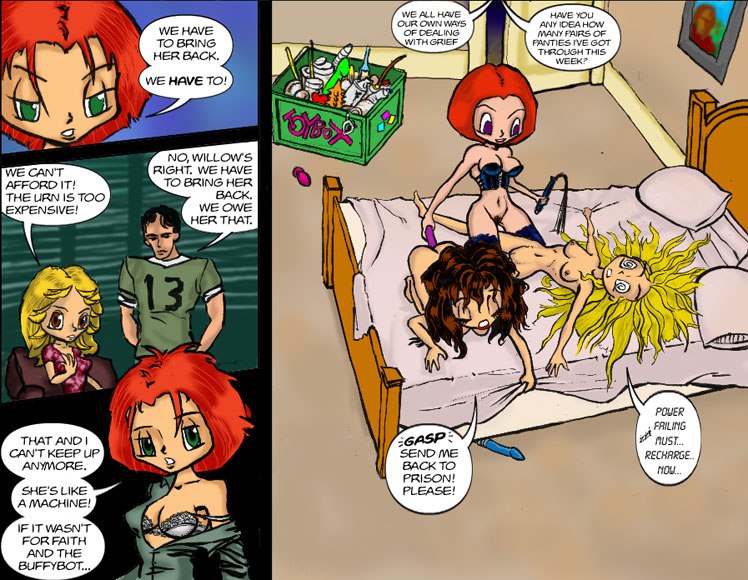 WE HAVE
TO BRING
HER BACK.
WE HAVE TO!
WE CAN'T
AFFORD IT!
THE URN IS TOO
EXPENSIVE!
NO, WILLOW'S
RIGHT. WE HAVE
TO BRING HER
BACK.
WE OWE
HER THAT.
13
THAT AND I
CAN'T KEEP UP
ANYMORE.
SHE'S LIKE
A MACHINE!
IF IT WASN'T
FOR FAITH
AND THE
BUFFYBOT...
WE ALL HAVE
OUR OWN WAYS
OF DEALING
WITH GRIEF
HAVE YOU
ANY IDEA HOW
MANY PAIRS OF
PANTIES I'VE GOT
THROUGH THIS
WEEK?
TOYBOX
GASP
SEND ME
BACK TO
PRISON!
PLEASE!
POWER
FAILING
MUST...
RECHARGE..
NOW...